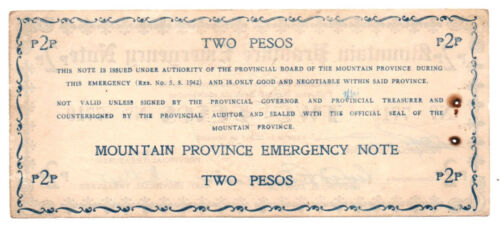 P2P TWO PESOS P2P
THIS NOTE IS ISSUED UNDER AUTHORITY OF THE PROVINCIAL BOARD OF THE MOUNTAIN PROVINCE DURING
THIS EMERGENCY (RES. NO. 5, S. 1942) AND IS ONLY GOOD AND NEGOTIABLE WITHIN SAID PROVINCE.
NOT VALID UNLESS SIGNED BY THE PROVINCIAL GOVERNOR AND PROVINCIAL TREASURER AND
COUNTERSIGNED BY THE PROVINCIAL AUDITOR AND SEALED WITH THE OFFICIAL SEAL OF THE
MOUNTAIN PROVINCE.
MOUNTAIN PROVINCE EMERGENCY NOTE
P2P TWO PESOS P2P